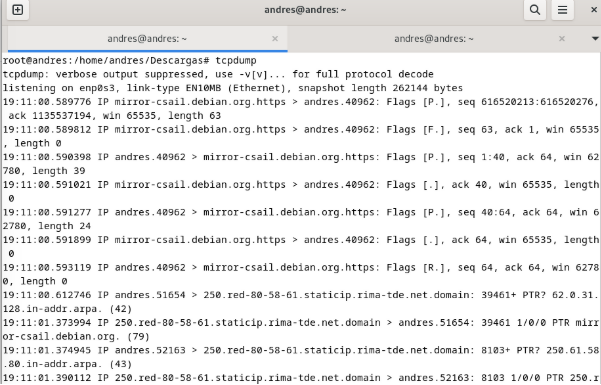 andres@andres: ~
andres@andres: ~
andres@andres: ~
root@andres:/home/andres/Descargas# tcpdump
tcpdump: verbose output suppressed, use -v[v]... for full protocol decode
listening on enp0s3, link-type EN10MB (Ethernet), snapshot length 262144 bytes
19:11:00.589776 IP mirror-csail.debian.org.https > andres.40962: Flags [P.], seq 616520213:616520276,
 ack 1135537194, win 65535, length 63
19:11:00.589812 IP mirror-csail.debian.org.https > andres.40962: Flags [F.], seq 63, ack 1, win 65535
, length 0
19:11:00.590398 IP andres.40962 > mirror-csail.debian.org.https: Flags [P.], seq 1:40, ack 64, win 62
780, length 39
19:11:00.591021 IP mirror-csail.debian.org.https > andres.40962: Flags [.], ack 40, win 65535, length
 0
19:11:00.591277 IP andres.40962 > mirror-csail.debian.org.https: Flags [P.], seq 40:64, ack 64, win 6
2780, length 24
19:11:00.591899 IP mirror-csail.debian.org.https > andres.40962: Flags [.], ack 64, win 65535, length
 0
19:11:00.593119 IP andres.40962 > mirror-csail.debian.org.https: Flags [R.], seq 64, ack 64, win 6278
0, length 0
19:11:00.612746 IP andres.51654 > 250.red-80-58-61.staticip.rima-tde.net.domain: 39461+ PTR? 62.0.31.
128.in-addr.arpa. (42)
19:11:01.373994 IP 250.red-80-58-61.staticip.rima-tde.net.domain > andres.51654: 39461 1/0/0 PTR mirr
or-csail.debian.org. (79)
19:11:01.374945 IP andres.52163 > 250.red-80-58-61.staticip.rima-tde.net.domain: 8103+ PTR? 250.61.58
.80.in-addr.arpa. (43)
19:11:01.390112 IP 250.red-80-58-61.staticip.rima-tde.net.domain > andres.52163: 8103 1/0/0 PTR 250.r